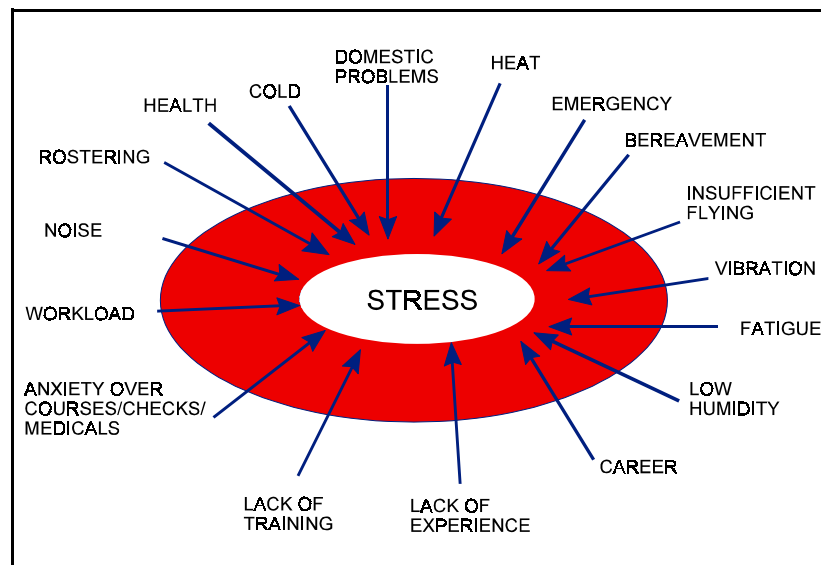 DOMESTIC
PROBLEMS
HEAT
COLD
HEALTH
EMERGENCY
BEREAVEMENT
ROSTERING
INSUFFICIENT
FLYING
NOISE
VIBRATION
STRESS
WORKLOAD
FATIGUE
ANXIETY OVER
COURSES/CHECKS/
MEDICALS
LOW
HUMIDITY
CAREER
LACK OF
TRAINING
LACK OF
EXPERIENCE